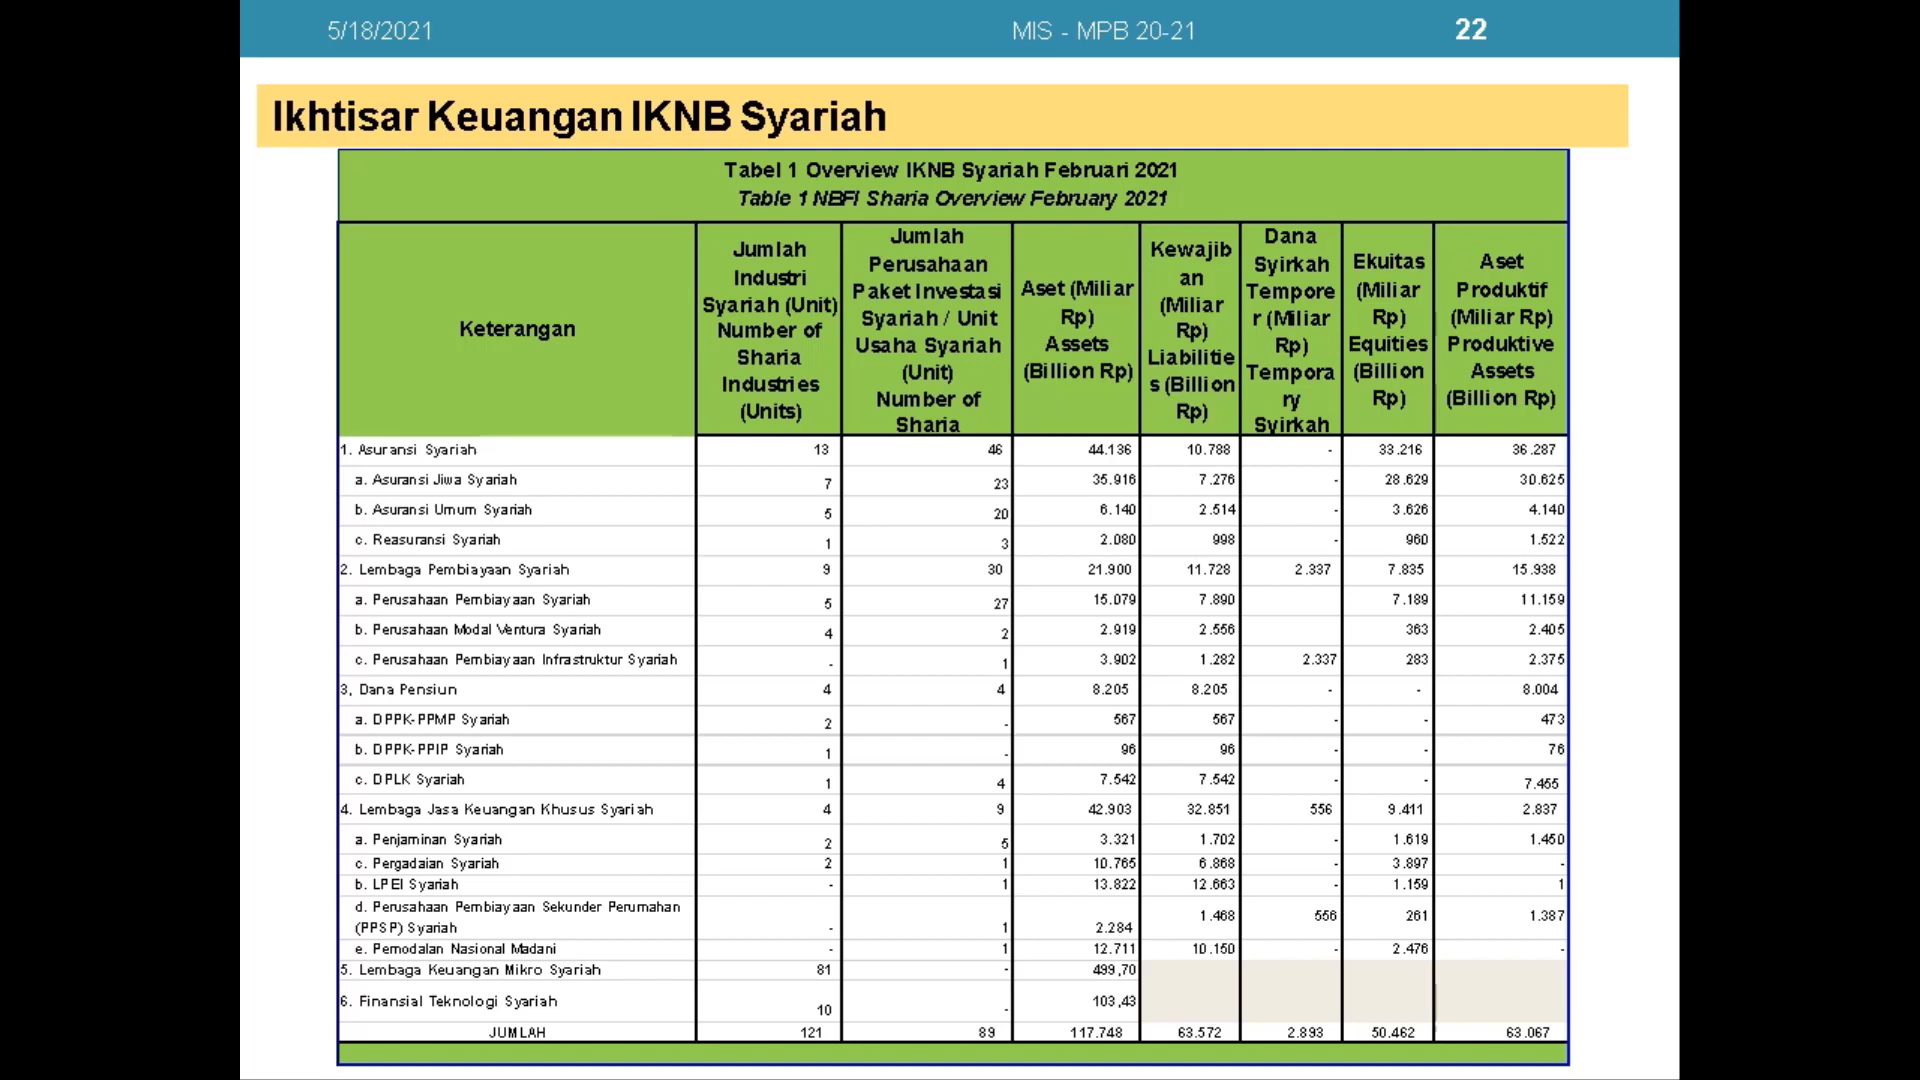 5/18/2021 MIS - MPB 20-21 22
Ikhtisar Keuangan IKNB Syariah
Tabel 1 Overview IKNB Syariah Februari 2021
Table 1 NBFI Sharia Overview February 2021
Keterangan
Jumlah
Industri
Syariah (Unit)
Number of
Sharia
Industries
(Units)
Jumlah
Perusahaan
Paket Investasi
Syariah / Unit
Usaha Syariah
(Unit)
Number of
Sharia
Aset (Miliar
Rp)
Assets
(Billion Rp)
Kewajib
an
(Miliar
Rp)
Liabilitie
s (Billion
Rp)
Dana
Syirkah
Tempore
r (Miliar
Rp)
Tempora
ry
Syirkah
Ekuitas
(Miliar
Rp)
Equities
(Billion
Rp)
Aset
Produktif
(Miliar Rp)
Produktive
Assets
(Billion Rp)
1. Asuransi Syariah 13 46 44.136 10.788 - 33.216 36.287
a. Asuransi Jiwa Syariah 7 23 35.916 7.276 - 28.629 30.625
b. Asuransi Umum Syariah 5 20 6.140 2.514 - 3.626 4.140
c. Reasuransi Syariah 1 3 2.080 998 - 960 1.522
2. Lembaga Pembiayaan Syariah 9 30 21.900 11.728 2.337 7.835 15.938
a. Perusahaan Pembiayaan Syariah 5 27 15.079 7.890 7.189 11.159
b. Perusahaan Modal Ventura Syariah 4 2 2.919 2.556 363 2.405
c. Perusahaan Pembiayaan Infrastruktur Syariah - 1 3.902 1.282 2.337 283 2.375
3, Dana Pensiun 4 4 8.205 8.205 - - 8.004
a. DPPK-PPMP Syariah 2 - 567 567 - - 473
b. DPPK-PPIP Syariah 1 - 96 96 - - 76
c. DPLK Syariah 1 4 7.542 7.542 - - 7.455
4. Lembaga Jasa Keuangan Khusus Syariah 4 9 42.903 32.851 556 9.411 2.837
a. Penjaminan Syariah 2 5 3.321 1.702 - 1.619 1.450
c. Pergadaian Syariah 2 1 10.765 6.868 - 3.897 -
b. LPEI Syariah - 1 13.822 12.663 - 1.159 1
d. Perusahaan Pembiayaan Sekunder Perumahan
(PPSP) Syariah - 1 2.284 1.468 556 261 1.387
e. Pemodalan Nasional Madani - 1 12.711 10.150 - 2.476 -
5. Lembaga Keuangan Mikro Syariah 81 - 499,70
6. Finansial Teknologi Syariah 10 - 103,43
JUMLAH 121 89 117.748 63.572 2.893 50.462 63.067